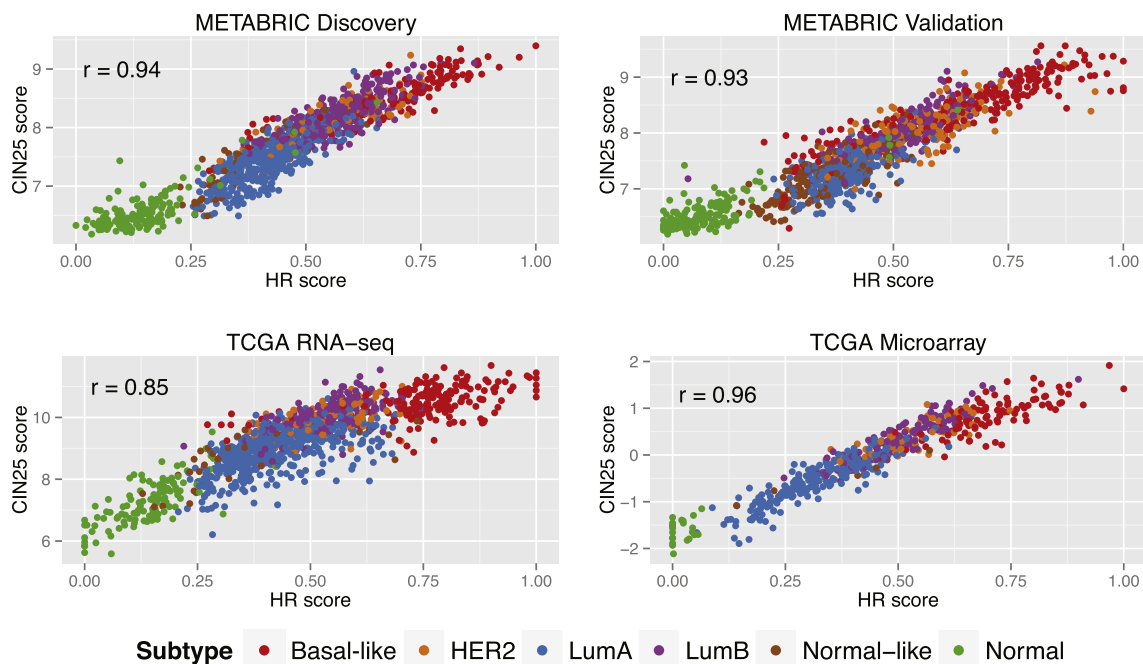 METABRIC Discovery
METABRIC Validation
CIN25 score
9
8
7
r = 0.94
0.00 0.25 0.50 0.75 1.00
HR score
CIN25 score
9
8
7
r = 0.93
0.00 0.25 0.50 0.75 1.00
HR score
TCGA RNA−seq
TCGA Microarray
CIN25 score
10
8
6
r = 0.85
0.00 0.25 0.50 0.75 1.00
HR score
CIN25 score
2
1
0
−1
−2
r = 0.96
0.00 0.25 0.50 0.75 1.00
HR score
Subtype Basal−like HER2 LumA LumB Normal−like Normal